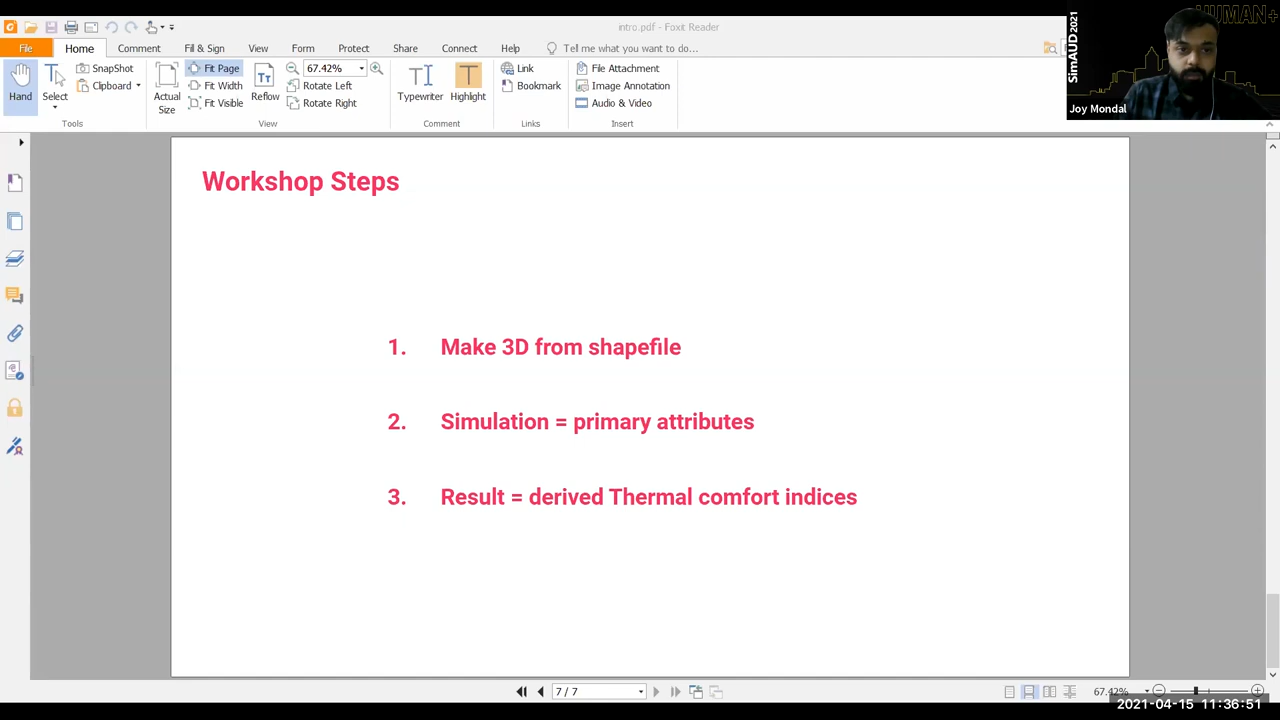 intro.pdf - Foxit Reader
File Home Comment Fill & Sign View Form Protect Share Connect Help Tell me what you want to do...
Hand
Select
SnapShot
Clipboard
Tools
Actual
Size
Fit Page
Fit Width
Fit Visible
Reflow
67.42%
Rotate Left
Rotate Right
View
Typewriter
Highlight
Comment
Link
Bookmark
Links
File Attachment
Image Annotation
Audio & Video
Insert
SimAUD2021
HUMAN+
Joy Mondal
Workshop Steps
1. Make 3D from shapefile
2. Simulation = primary attributes
3. Result = derived Thermal comfort indices
7 / 7
67.42%
2021-04-15 11:36:51